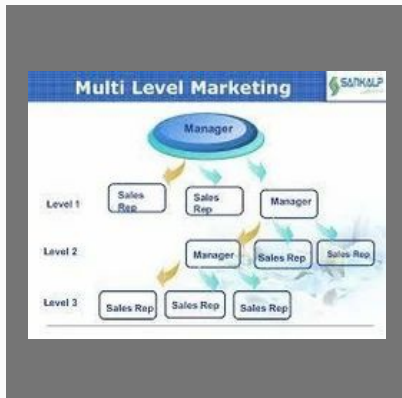 Multi Level Marketing
SANKALP
Manager
Level 1
Sales
Rep
Sales
Rep
Manager
Level 2
Manager
Sales Rep
Sales Rep
Level 3
Sales Rep
Sales Rep
Sales Rep